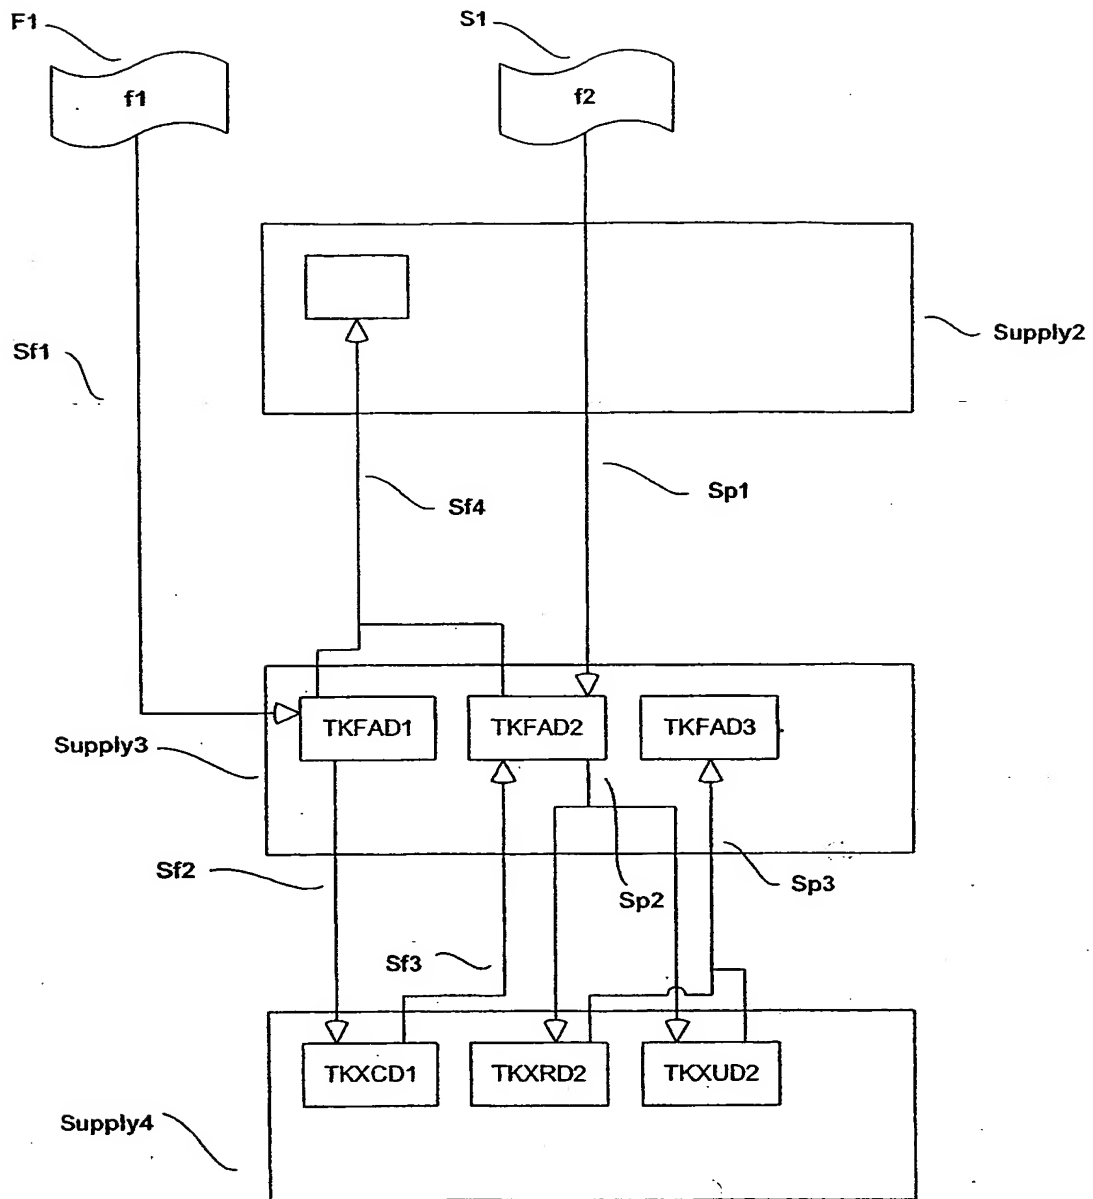 F1
S1
f1
f2
Supply2
Sf1
Sp1
Sf4
TKFAD1
TKFAD2
TKFAD3
Supply3
Sf2
Sp3
Sp2
Sf3
TKXCD1
TKXRD2
TKXUD2
Supply4